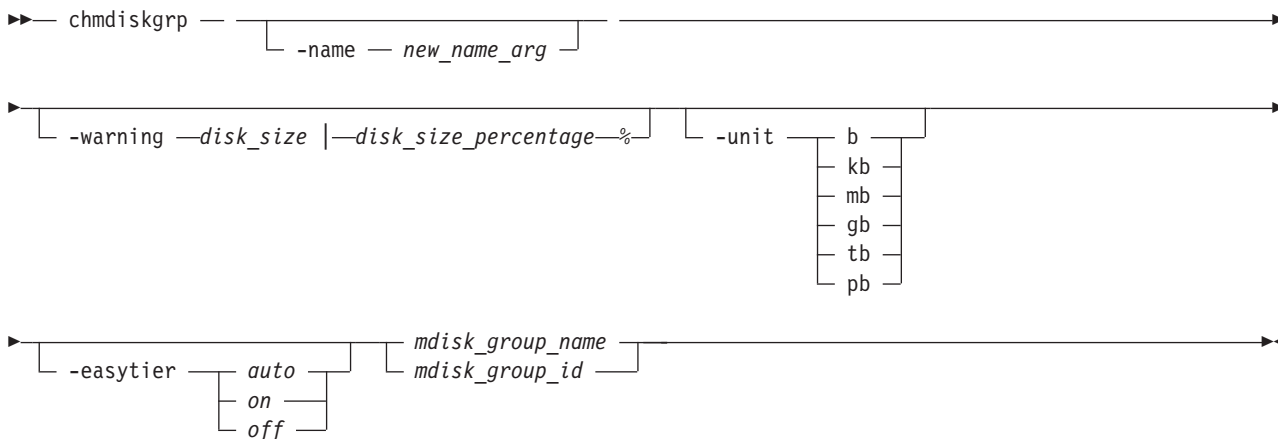 chmdiskgrp
-name new_name_arg
-warning disk_size | disk_size_percentage % -unit b
kb
mb
gb
tb
pb
mdisk_group_name
-easytier auto mdisk_group_id
on
off